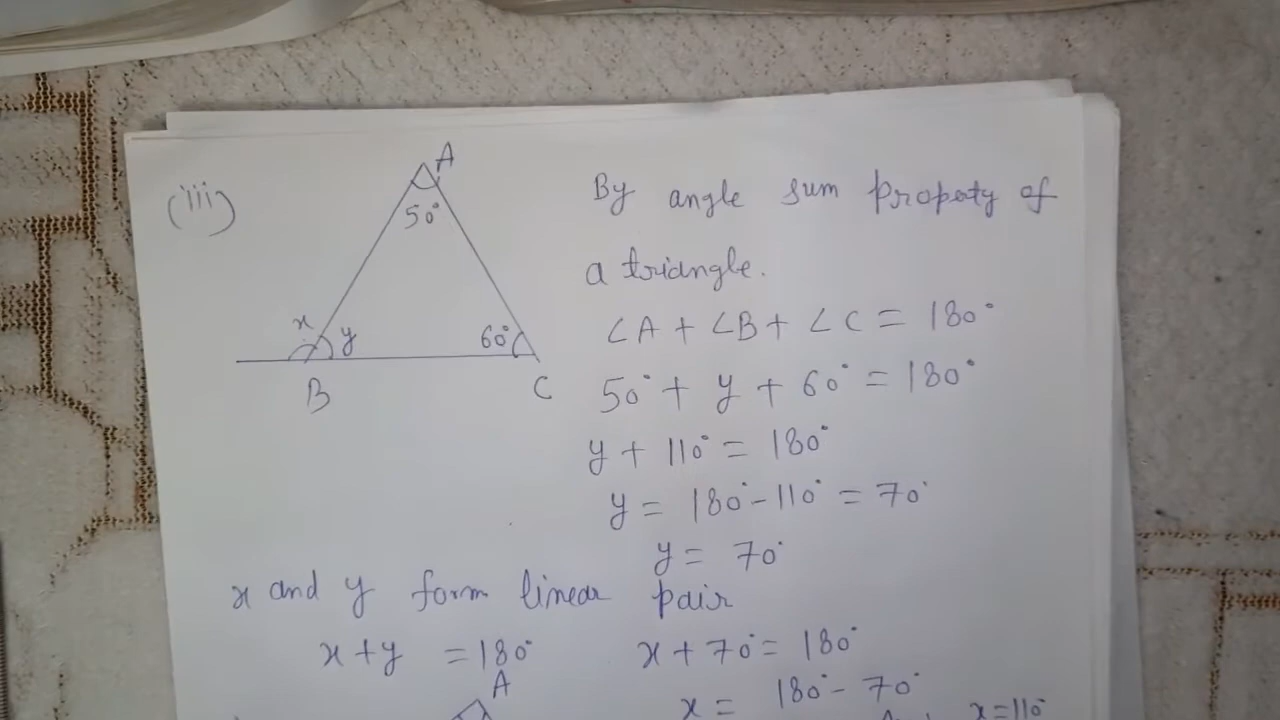 (iii)
A
50°
x
y
60°
B
C
By angle sum property of
a triangle.
∠A + ∠B + ∠C = 180°
50° + y + 60° = 180°
y + 110° = 180°
y = 180° - 110° = 70°
y = 70°
x and y form linear pair
x + y = 180°
x + 70° = 180°
A
x = 180° - 70°
x = 110°